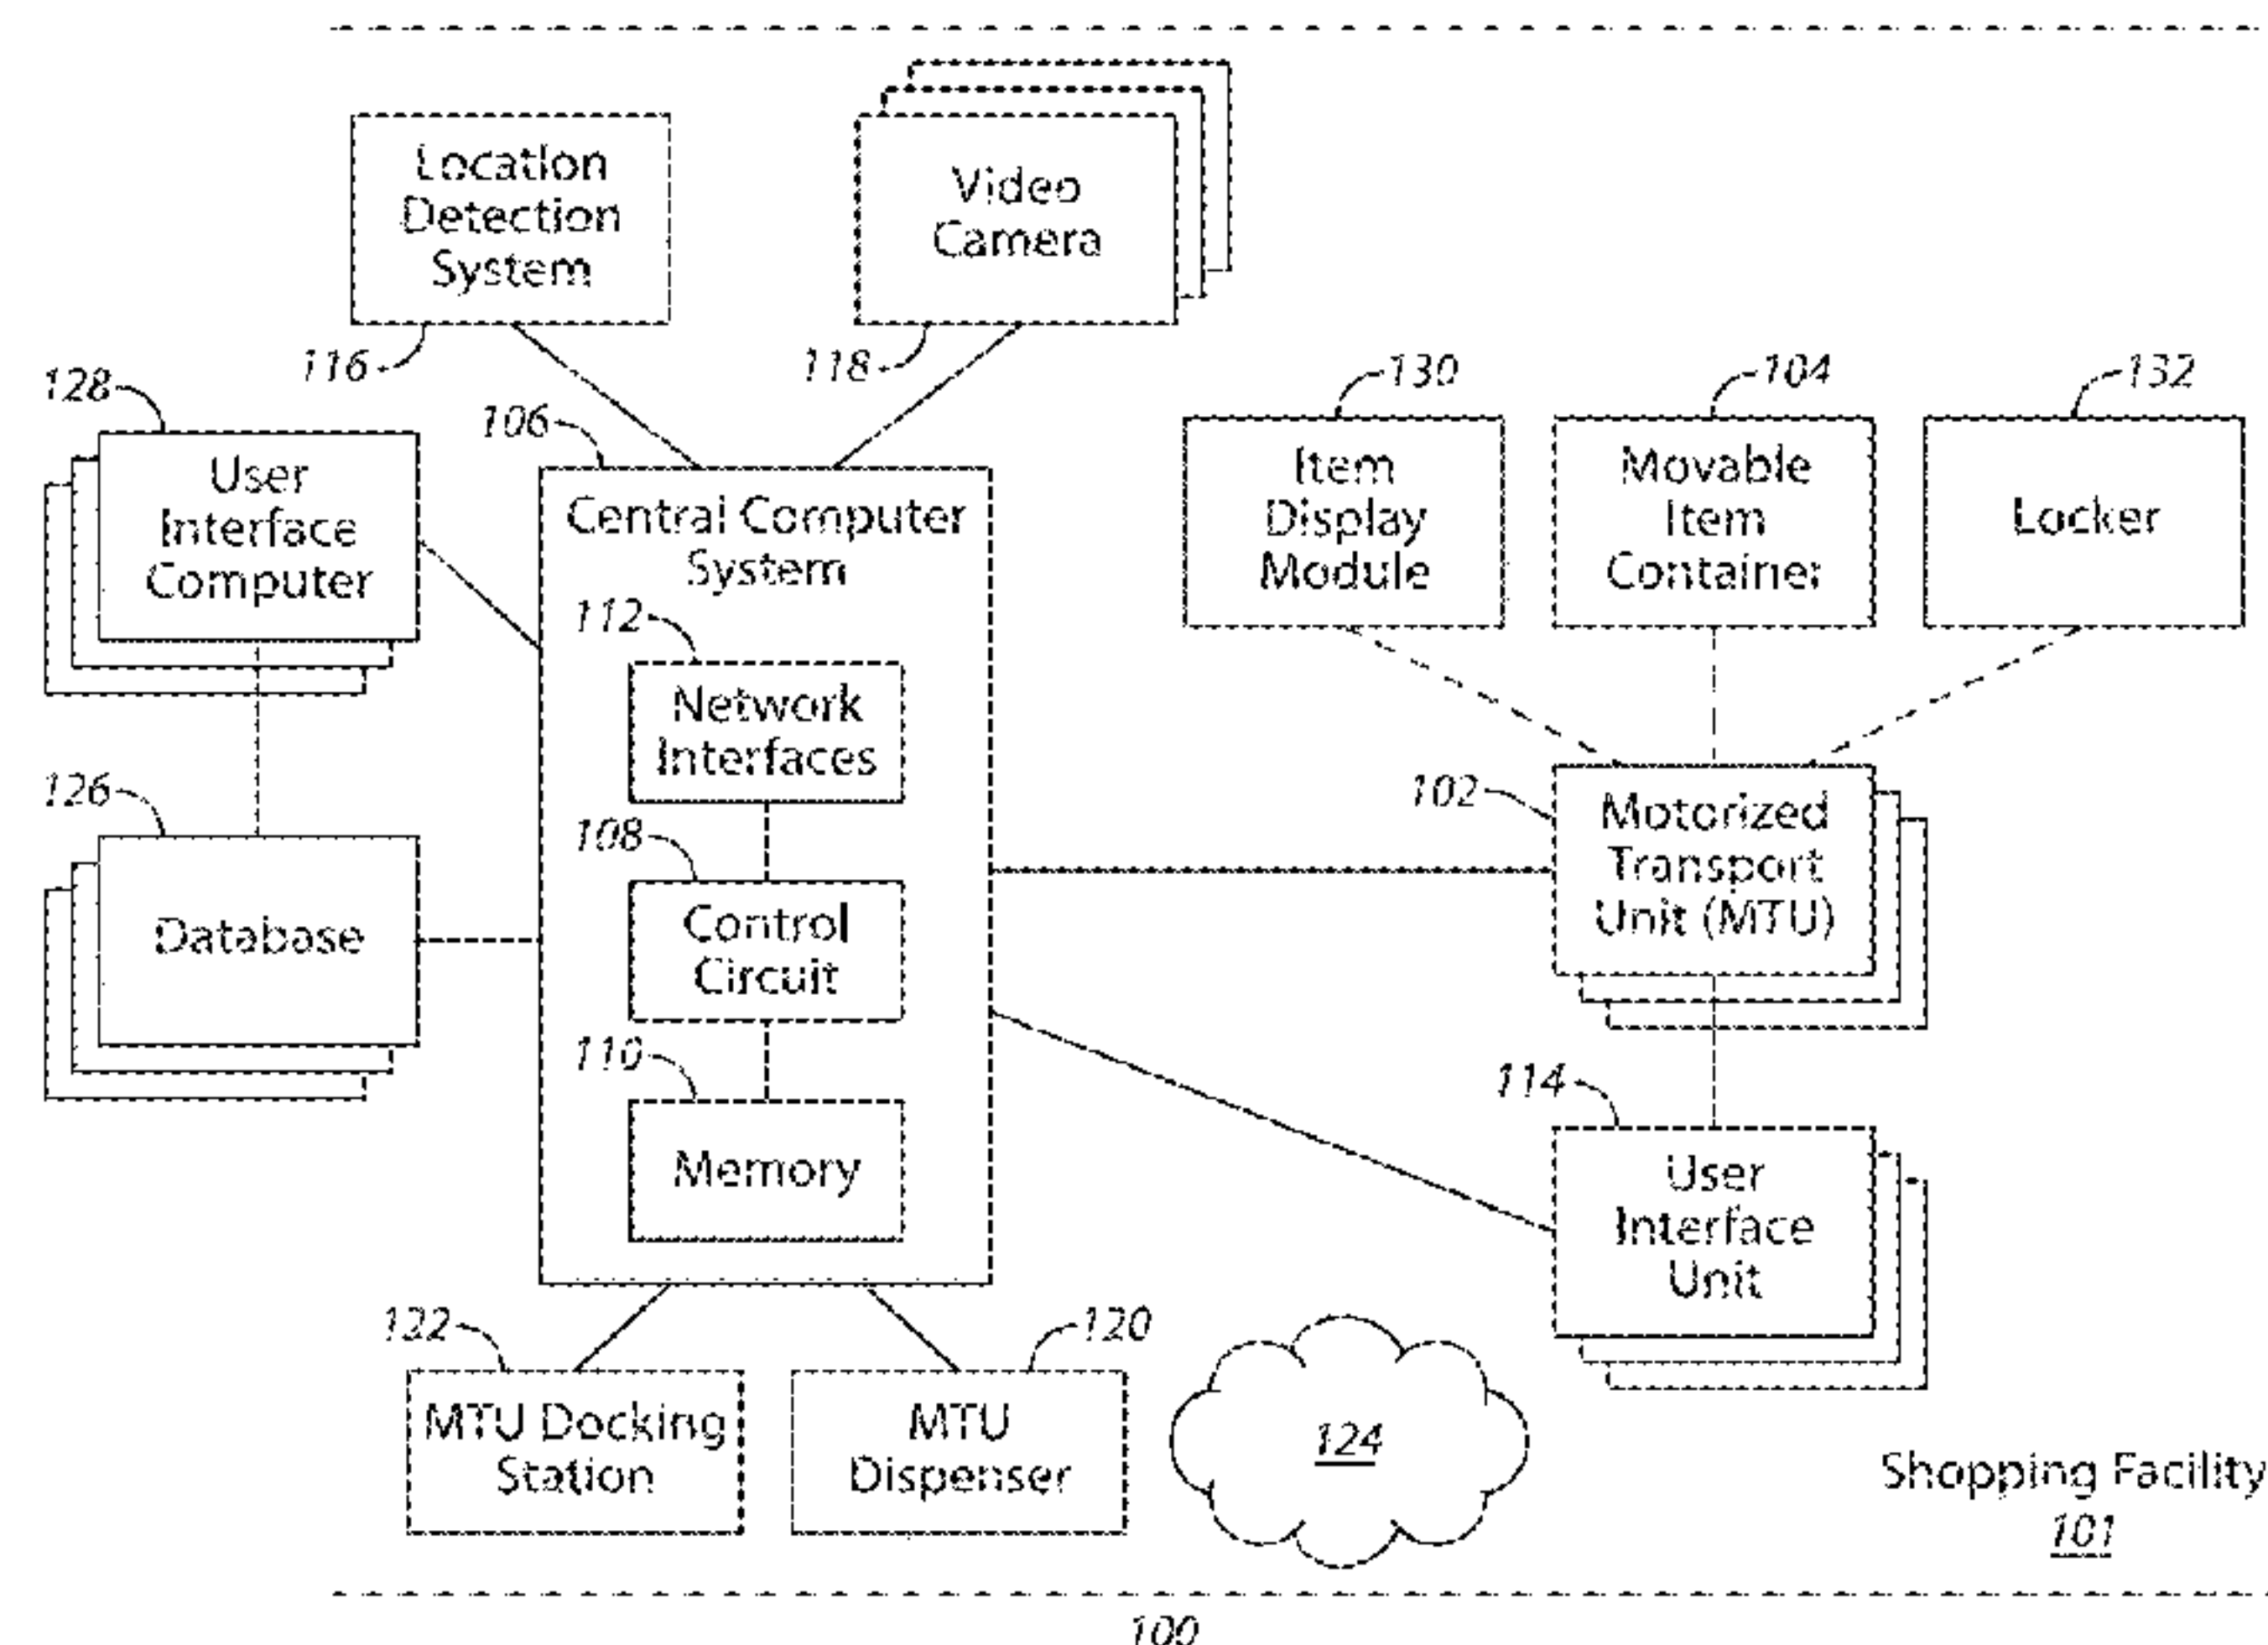 Location
Detection
System
116
Video
Camera
118
128
User
Interface
Computer
106
Central Computer
System
112
Network
Interfaces
108
Control
Circuit
110
Memory
126
Database
130
Item
Display
Module
104
Movable
Item
Container
132
Locker
102
Motorized
Transport
Unit (MTU)
114
User
Interface
Unit
122
MTU Docking
Station
120
MTU
Dispenser
124
Shopping Facility
101
100